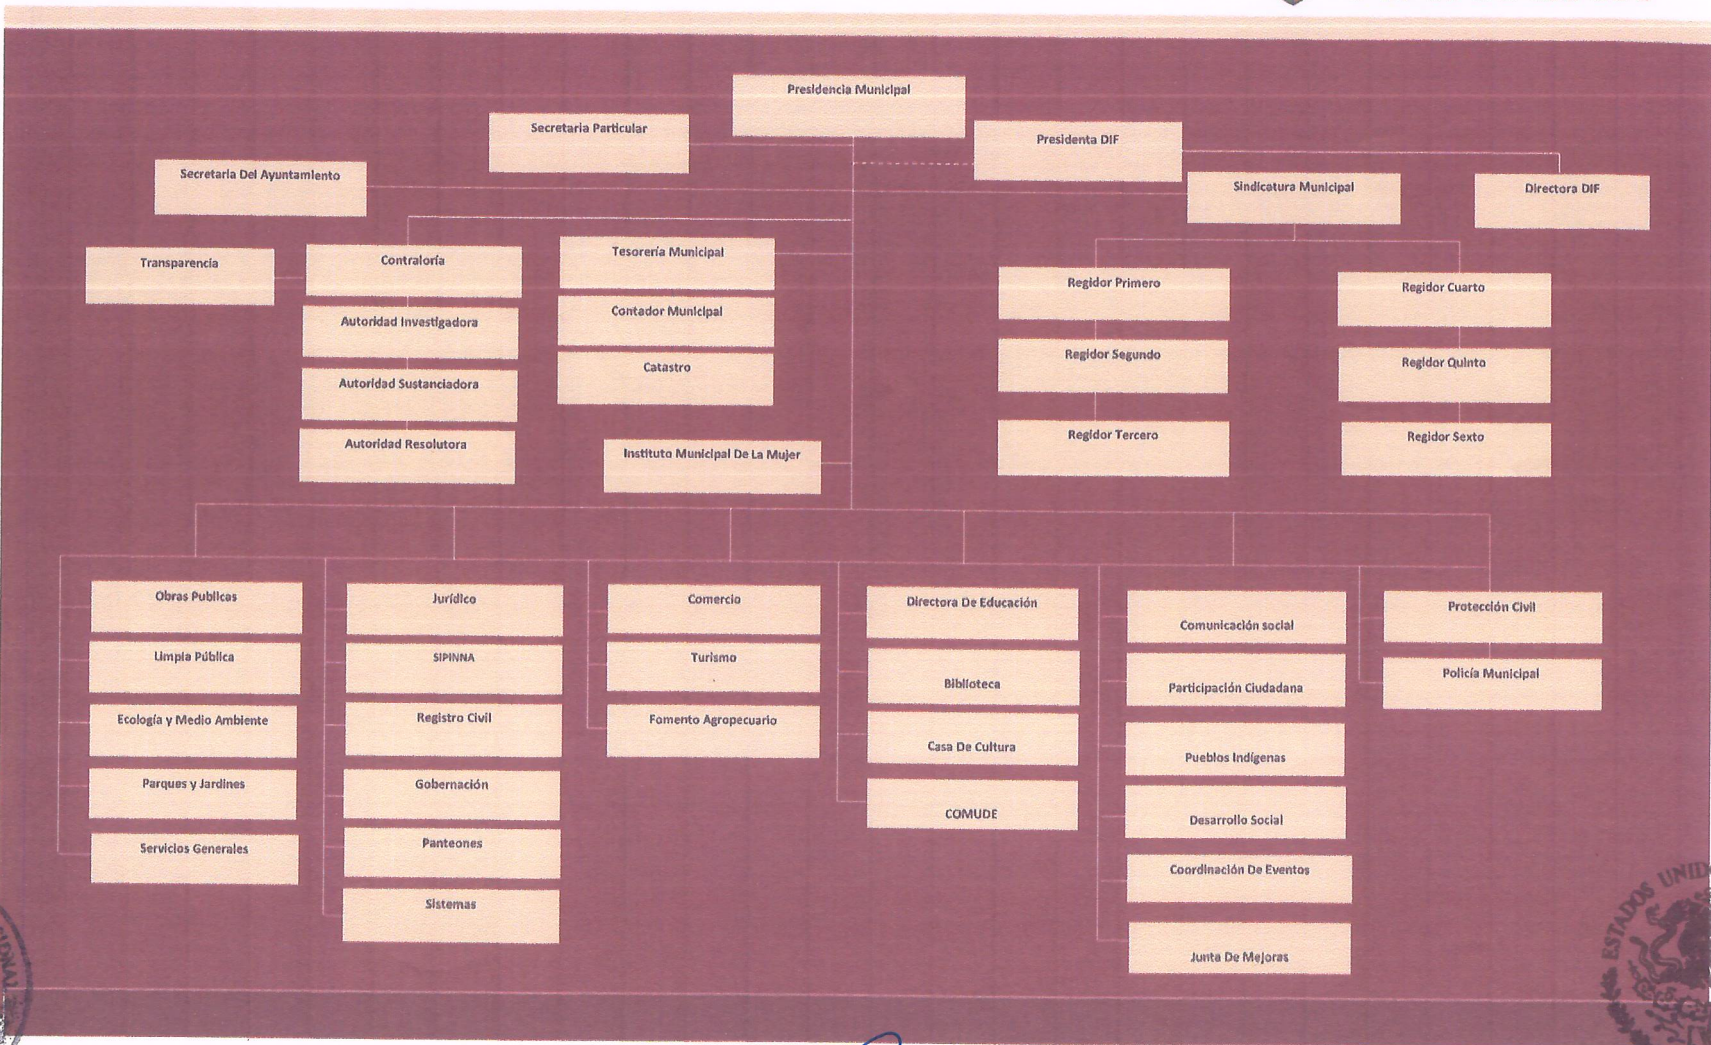 Presidencia Municipal
Secretaria Particular
Presidenta DIF
Secretaria Del Ayuntamiento
Sindicatura Municipal
Directora DIF
Transparencia
Contraloría
Tesorería Municipal
Regidor Primero
Regidor Cuarto
Autoridad Investigadora
Contador Municipal
Regidor Segundo
Regidor Quinto
Autoridad Sustanciadora
Catastro
Autoridad Resolutora
Instituto Municipal De La Mujer
Regidor Tercero
Regidor Sexto
Obras Publicas
Limpia Pública
Ecología y Medio Ambiente
Parques y Jardines
Servicios Generales
Jurídico
SIPINNA
Registro Civil
Gobernación
Panteones
Sistemas
Comercio
Turismo
Fomento Agropecuario
Directora De Educación
Biblioteca
Casa De Cultura
COMUDE
Comunicación social
Participación Ciudadana
Pueblos Indígenas
Desarrollo Social
Coordinación De Eventos
Junta De Mejoras
Protección Civil
Policía Municipal
ESTADOS